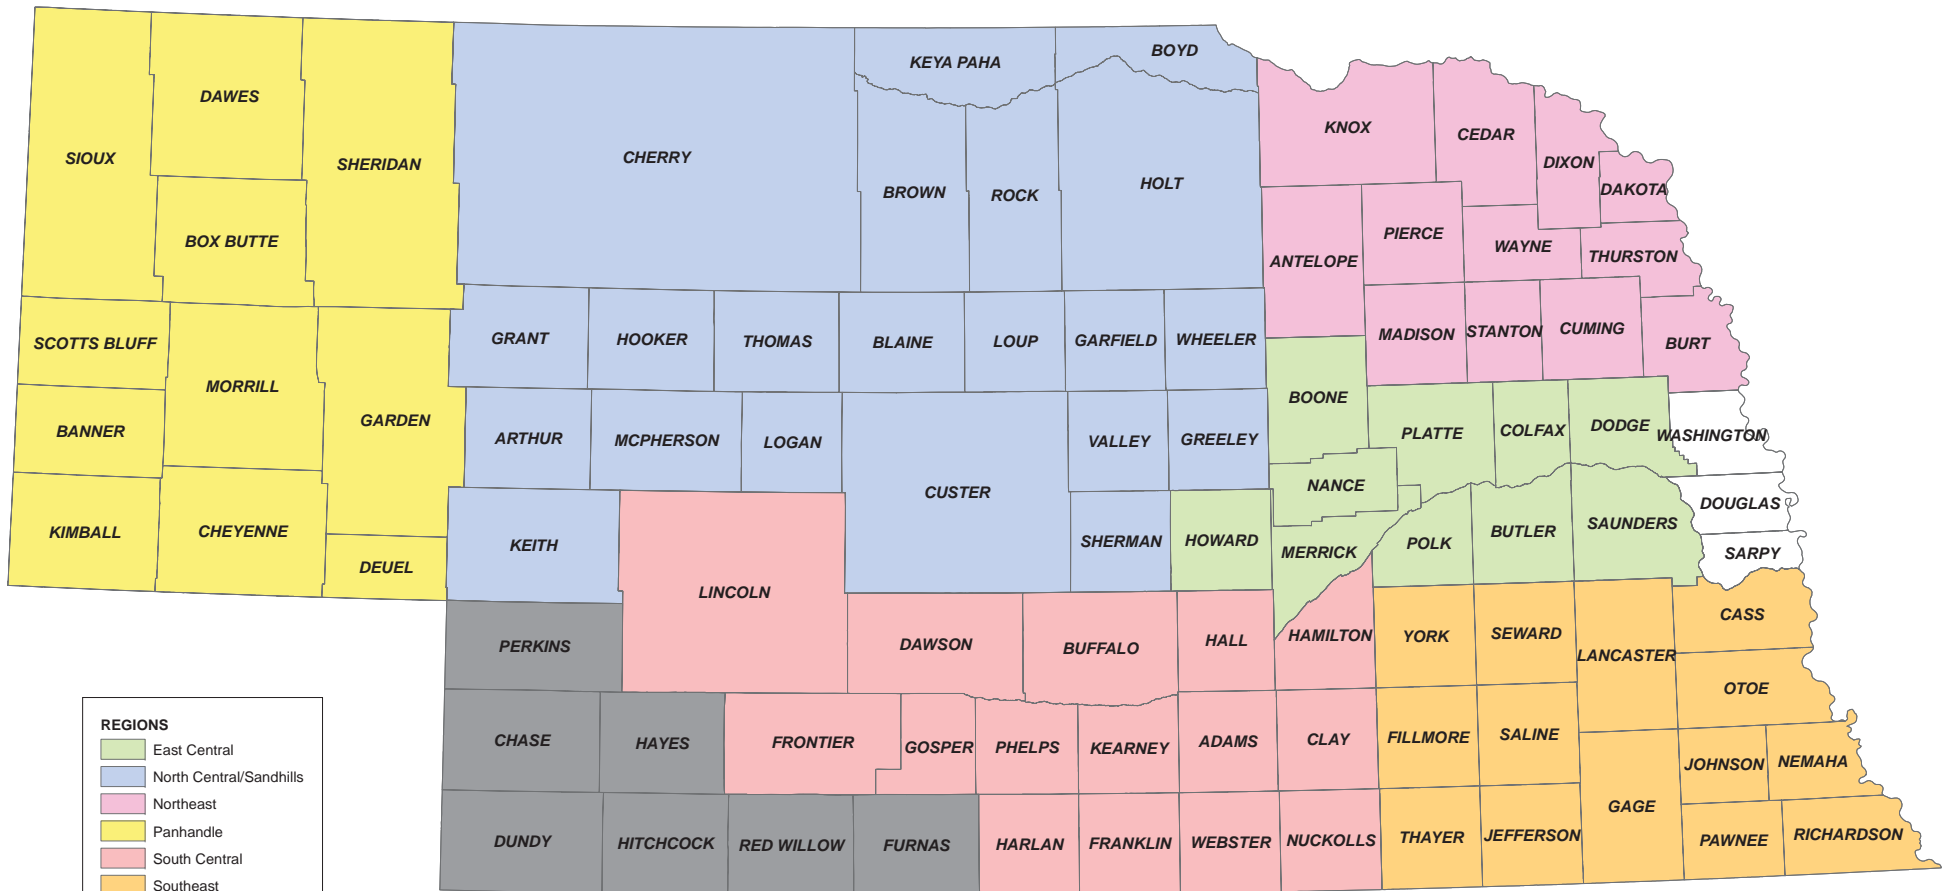 KEYA PAHA
BOYD
DAWES
KNOX
CEDAR
SIOUX
SHERIDAN
CHERRY
DIXON
BROWN
ROCK
HOLT
DAKOTA
BOX BUTTE
PIERCE
WAYNE
ANTELOPE
THURSTON
SCOTTS BLUFF
GRANT
HOOKER
THOMAS
BLAINE
LOUP
GARFIELD
WHEELER
MADISON
STANTON
CUMING
BURT
MORRILL
BANNER
GARDEN
ARTHUR
MCPHERSON
LOGAN
VALLEY
GREELEY
BOONE
PLATTE
COLFAX
DODGE
WASHINGTON
CUSTER
NANCE
DOUGLAS
KIMBALL
CHEYENNE
KEITH
SHERMAN
HOWARD
MERRICK
POLK
BUTLER
SAUNDERS
SARPY
DEUEL
LINCOLN
CASS
PERKINS
DAWSON
BUFFALO
HALL
HAMILTON
YORK
SEWARD
LANCASTER
OTOE
CHASE
HAYES
FRONTIER
GOSPER
PHELPS
KEARNEY
ADAMS
CLAY
FILLMORE
SALINE
JOHNSON
NEMAHA
GAGE
DUNDY
HITCHCOCK
RED WILLOW
FURNAS
HARLAN
FRANKLIN
WEBSTER
NUCKOLLS
THAYER
JEFFERSON
PAWNEE
RICHARDSON
REGIONS
East Central
North Central/Sandhills
Northeast
Panhandle
South Central
Southeast